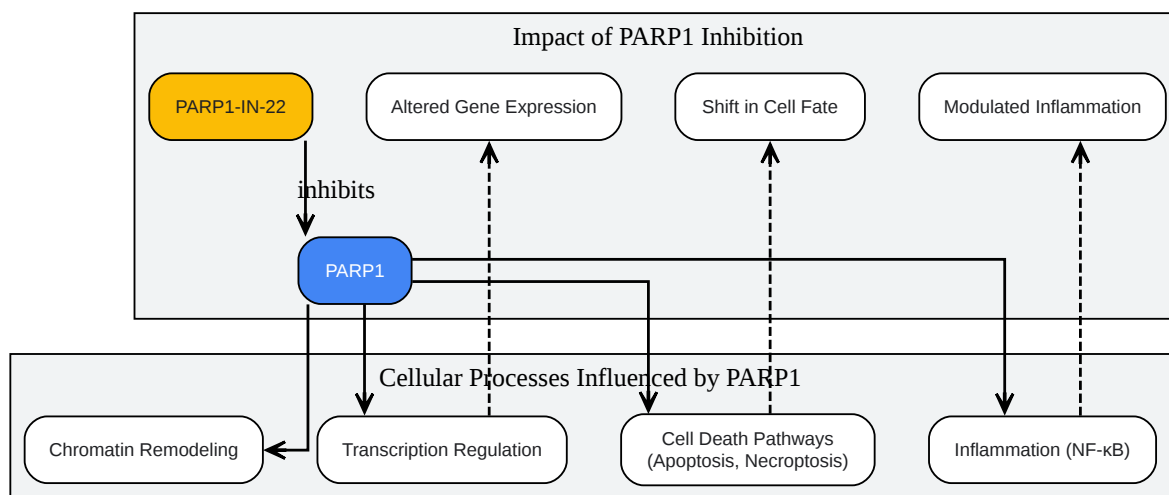 Impact of PARP1 Inhibition
PARP1-IN-22
Altered Gene Expression
Shift in Cell Fate
Modulated Inflammation
inhibits
PARP1
Cellular Processes Influenced by PARP1
Chromatin Remodeling
Transcription Regulation
Cell Death Pathways
(Apoptosis, Necroptosis)
Inflammation (NF-κB)